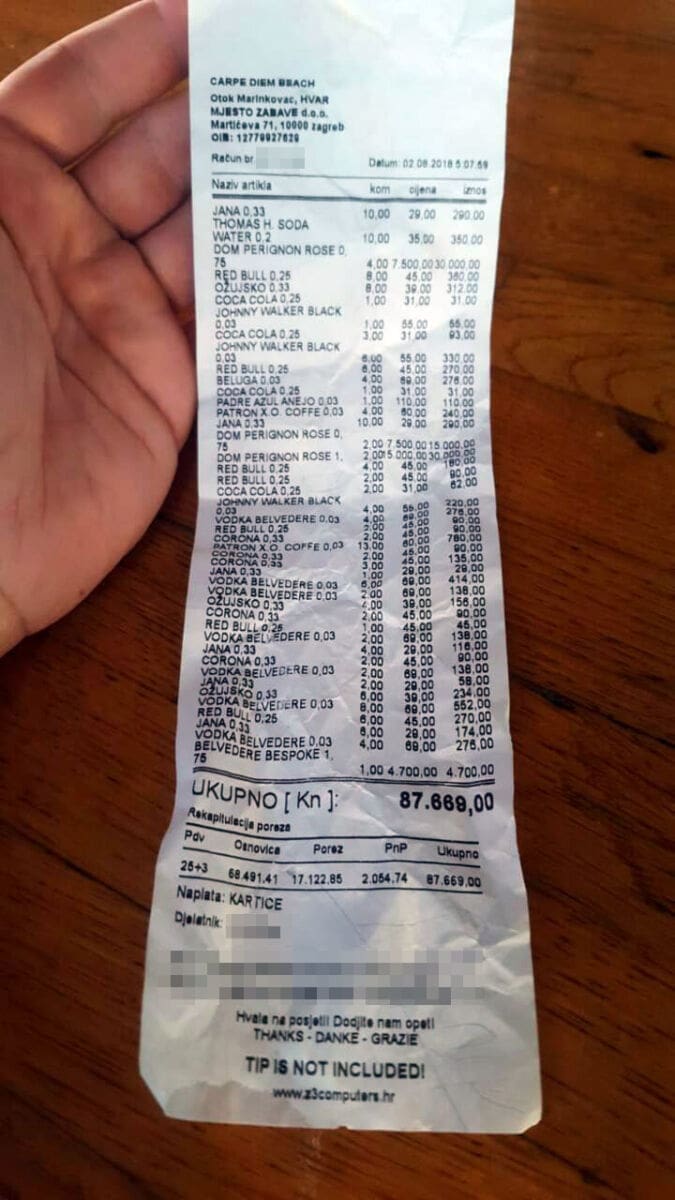 CARPE DIEM BEACH
Otok Marinkovac, HVAR
MJESTO ZABAVE d.o.o.
Martićeva 71, 10000 zagreb
OIB: 12779927629
Račun br Datum: 02.08.2018 5:07:59
Naziv artikla kom cijena iznos
JANA 0,33 10,00 29,00 290,00
THOMAS H. SODA
WATER 0,2 10,00 35,00 350,00
DOM PERIGNON ROSE 0,
75 4,00 7.500,00 30 000,00
RED BULL 0,25 8,00 45,00 360,00
OŽUJSKO 0.33 8,00 39,00 312,00
COCA COLA 0,25 1,00 31,00 31,00
JOHNNY WALKER BLACK
0,03 1,00 55,00 55,00
COCA COLA 0,25 3,00 31,00 93,00
JOHNNY WALKER BLACK
0,03 6,00 55,00 330,00
RED BULL 0,25 6,00 45,00 270,00
BELUGA 0,03 4,00 69,00 276,00
COCA COLA 0,25 1,00 31,00 31,00
PADRE AZUL ANEJO 0,03 1,00 110,00 110,00
PATRON X.O. COFFE 0,03 4,00 60,00 240,00
JANA 0,33 10,00 29,00 290,00
DOM PERIGNON ROSE 0,
75 2,00 7.500,00 15.000,00
DOM PERIGNON ROSE 1, 2,00 15.000,00 30.000,00
RED BULL 0,25 4,00 45,00 180,00
RED BULL 0,25 2,00 45,00 90,00
COCA COLA 0,25 2,00 31,00 62,00
JOHNNY WALKER BLACK
0,03 4,00 55,00 220,00
VODKA BELVEDERE 0,03 4,00 69,00 276,00
RED BULL 0,25 2,00 45,00 90,00
CORONA 0,33 2,00 45,00 90,00
PATRON X.O. COFFE 0,03 13,00 60,00 780,00
CORONA 0,33 2,00 45,00 90,00
CORONA 0,33 3,00 45,00 135,00
JANA 0,33 1,00 29,00 29,00
VODKA BELVEDERE 0,03 6,00 69,00 414,00
VODKA BELVEDERE 0,03 2,00 69,00 138,00
OŽUJSKO 0,33 4,00 39,00 156,00
CORONA 0,33 2,00 45,00 90,00
RED BULL 0,25 1,00 45,00 45,00
VODKA BELVEDERE 0,03 2,00 69,00 138,00
JANA 0,33 4,00 29,00 116,00
CORONA 0,33 2,00 45,00 90,00
VODKA BELVEDERE 0,03 2,00 69,00 138,00
JANA 0,33 2,00 29,00 58,00
OŽUJSKO 0,33 6,00 39,00 234,00
VODKA BELVEDERE 0,03 8,00 69,00 552,00
RED BULL 0,25 6,00 45,00 270,00
JANA 0,33 6,00 29,00 174,00
VODKA BELVEDERE 0,03 4,00 69,00 276,00
BELVEDERE BESPOKE 1,
75 1,00 4.700,00 4.700,00
UKUPNO [ Kn ]: 87.669,00
Rekapitulacija poreza
Pdv Osnovica Porez PnP Ukupno
25+3 68.491.41 17.122,85 2.054,74 87.669,00
Naplata: KARTICE
Djelatnik:
Hvala na posjeti! Dodjite nam opet!
THANKS - DANKE - GRAZIE
TIP IS NOT INCLUDED!
www.z3computers.hr